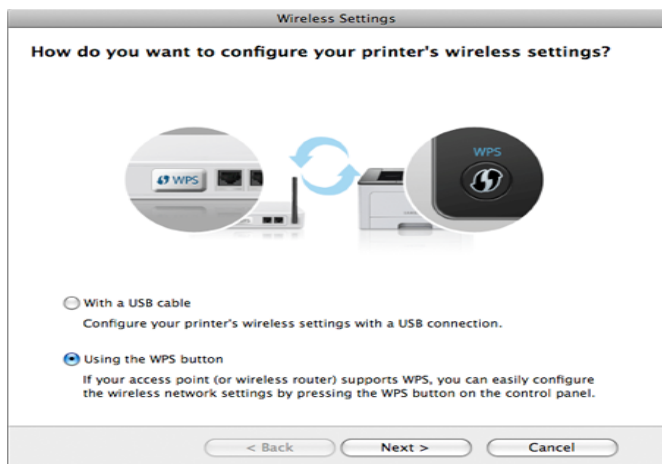 Wireless Settings
How do you want to configure your printer's wireless settings?
WPS
WPS
With a USB cable
Configure your printer's wireless settings with a USB connection.
Using the WPS button
If your access point (or wireless router) supports WPS, you can easily configure
the wireless network settings by pressing the WPS button on the control panel.
< Back
Next >
Cancel